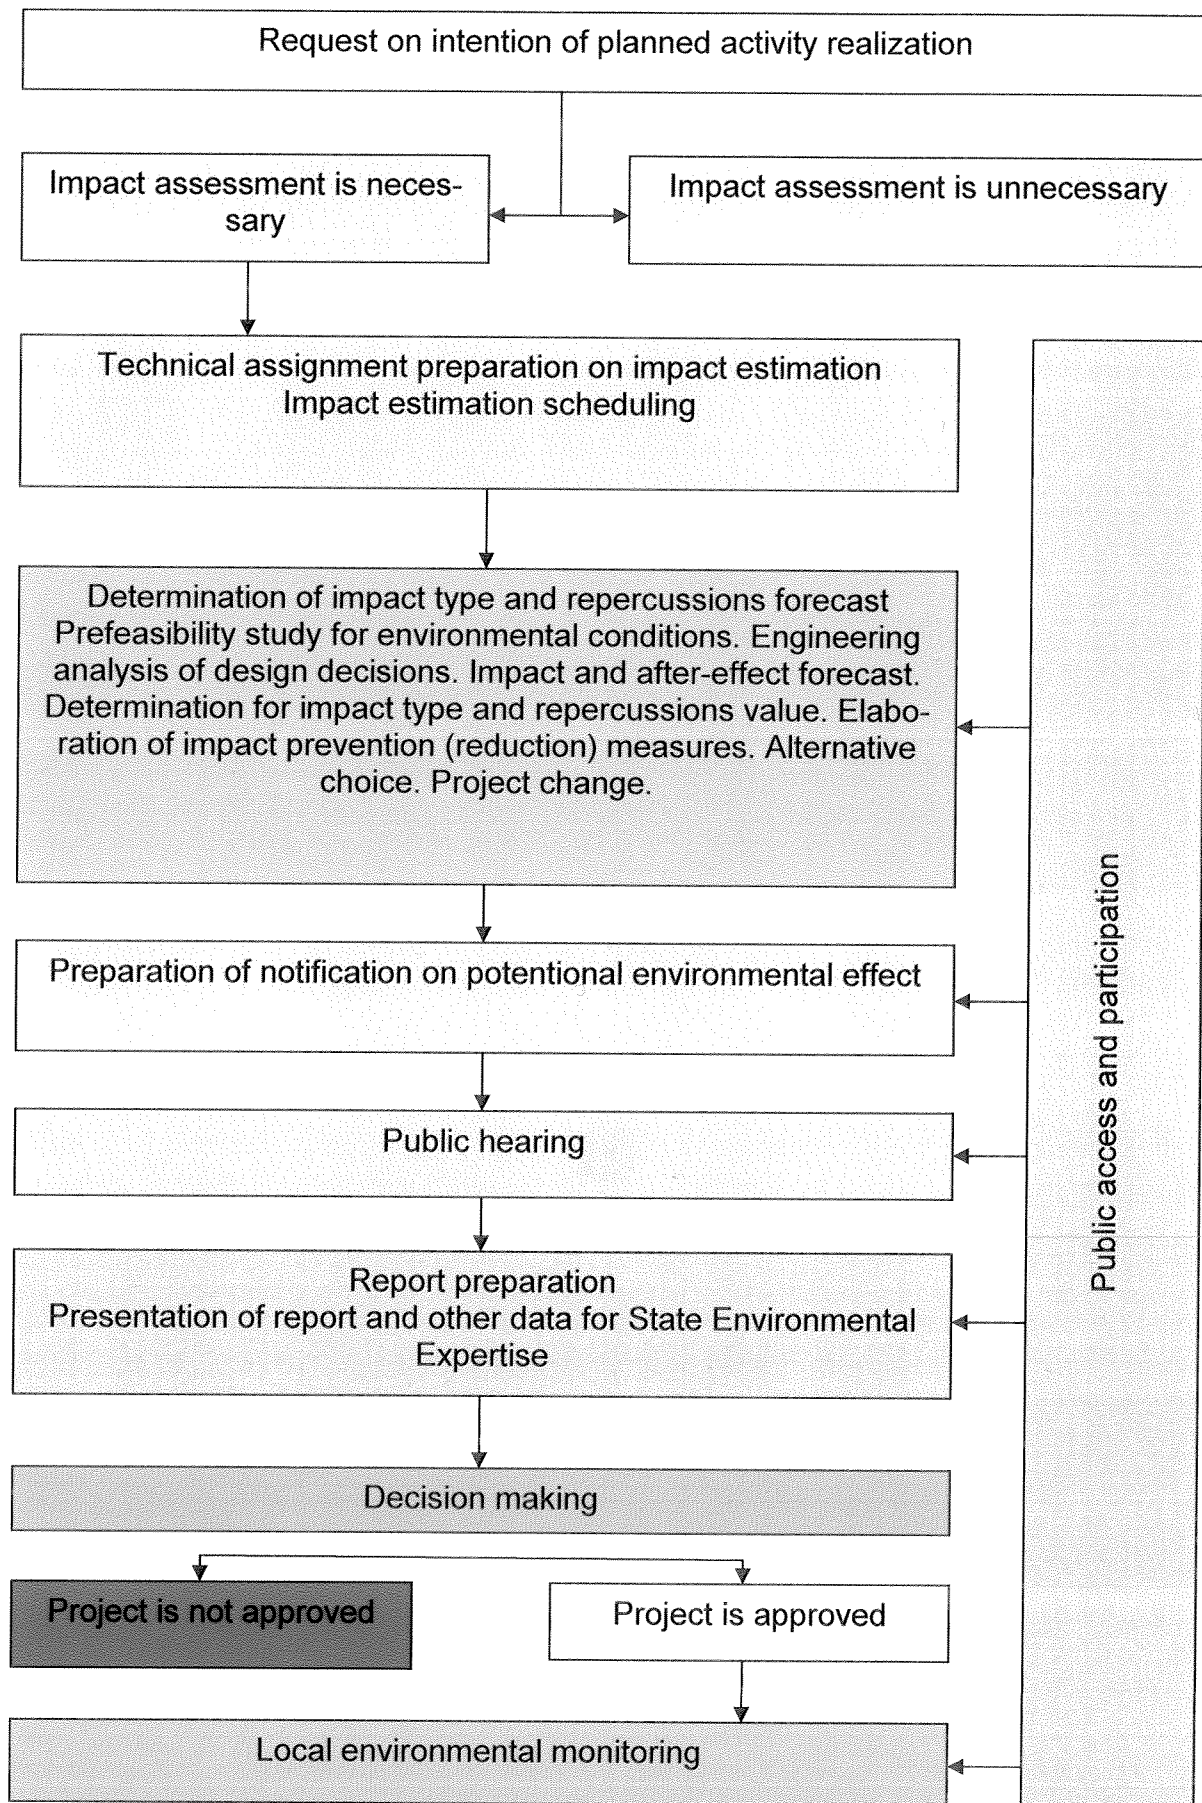 Request on intention of planned activity realization
Impact assessment is neces-
sary
Impact assessment is unnecessary
Technical assignment preparation on impact estimation
Impact estimation scheduling
Determination of impact type and repercussions forecast
Prefeasibility study for environmental conditions. Engineering
analysis of design decisions. Impact and after-effect forecast.
Determination for impact type and repercussions value. Elabo-
ration of impact prevention (reduction) measures. Alternative
choice. Project change.
Preparation of notification on potentional environmental effect
Public hearing
Report preparation
Presentation of report and other data for State Environmental
Expertise
Decision making
Project is not approved
Project is approved
Local environmental monitoring
Public access and participation